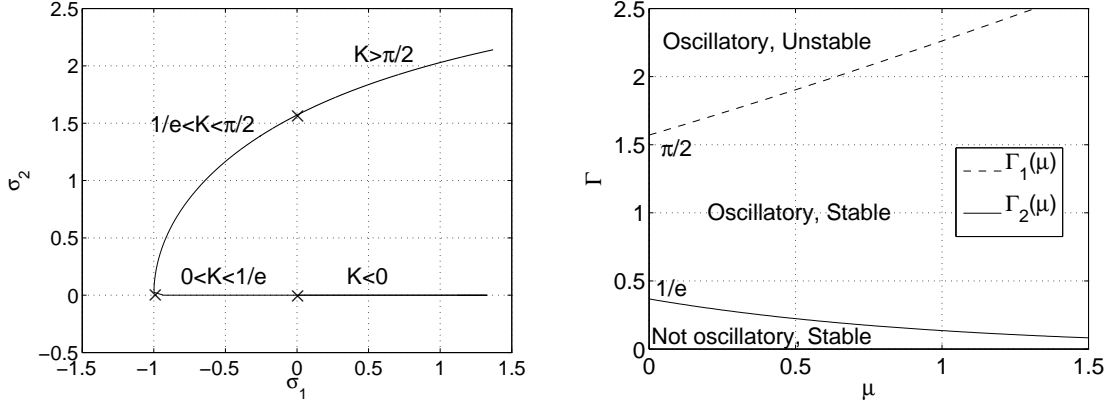 2.5
2
1.5
1
0.5
0
−0.5
−1.5
−1
−0.5
0
0.5
1
1.5
σ1
σ2
K>π/2
1/e<K<π/2
0<K<1/e
K<0
2.5
2
1.5
1
0.5
0
0
0.5
1
1.5
μ
Γ
Oscillatory, Unstable
π/2
Γ1(μ)
Γ2(μ)
Oscillatory, Stable
1/e
Not oscillatory, Stable